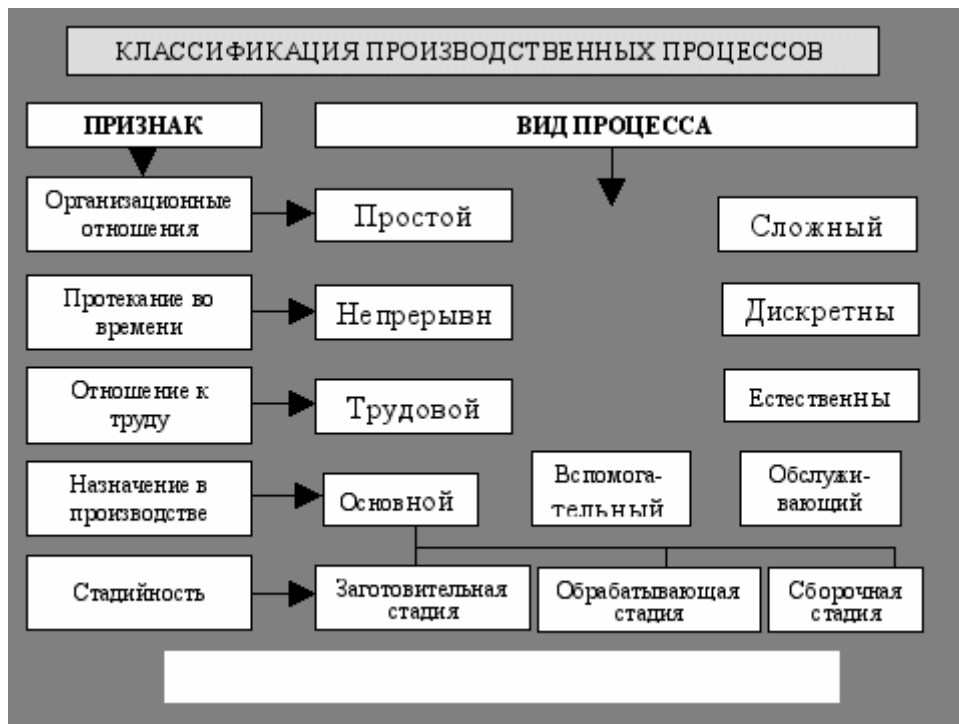 КЛАССИФИКАЦИЯ ПРОИЗВОДСТВЕННЫХ ПРОЦЕССОВ
ПРИЗНАК
ВИД ПРОЦЕССА
Организационные
отношения
Простой
Сложный
Протекание во
времени
Непрерывн
Дискретны
Отношение к
труду
Трудовой
Естественны
Назначение в
производстве
Основной
Вспомога-
тельный
Обслужи-
вающий
Стадийность
Заготовительная
стадия
Обрабатывающая
стадия
Сборочная
стадия